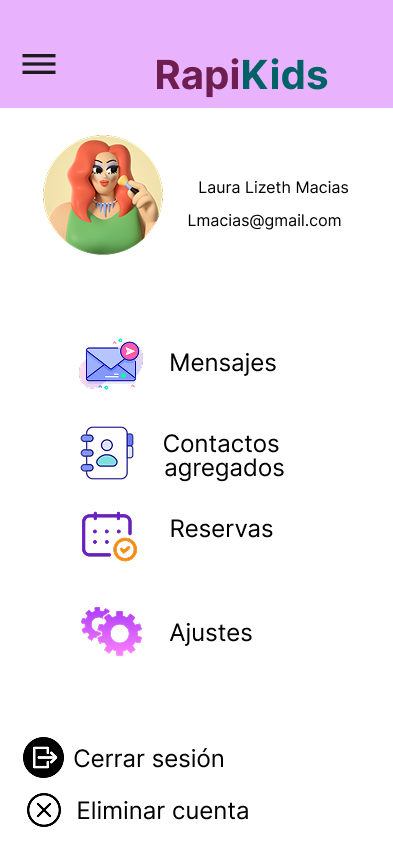 RapiKids
Laura Lizeth Macias
Lmacias@gmail.com
Mensajes
Contactos
agregados
Reservas
Ajustes
Cerrar sesión
Eliminar cuenta